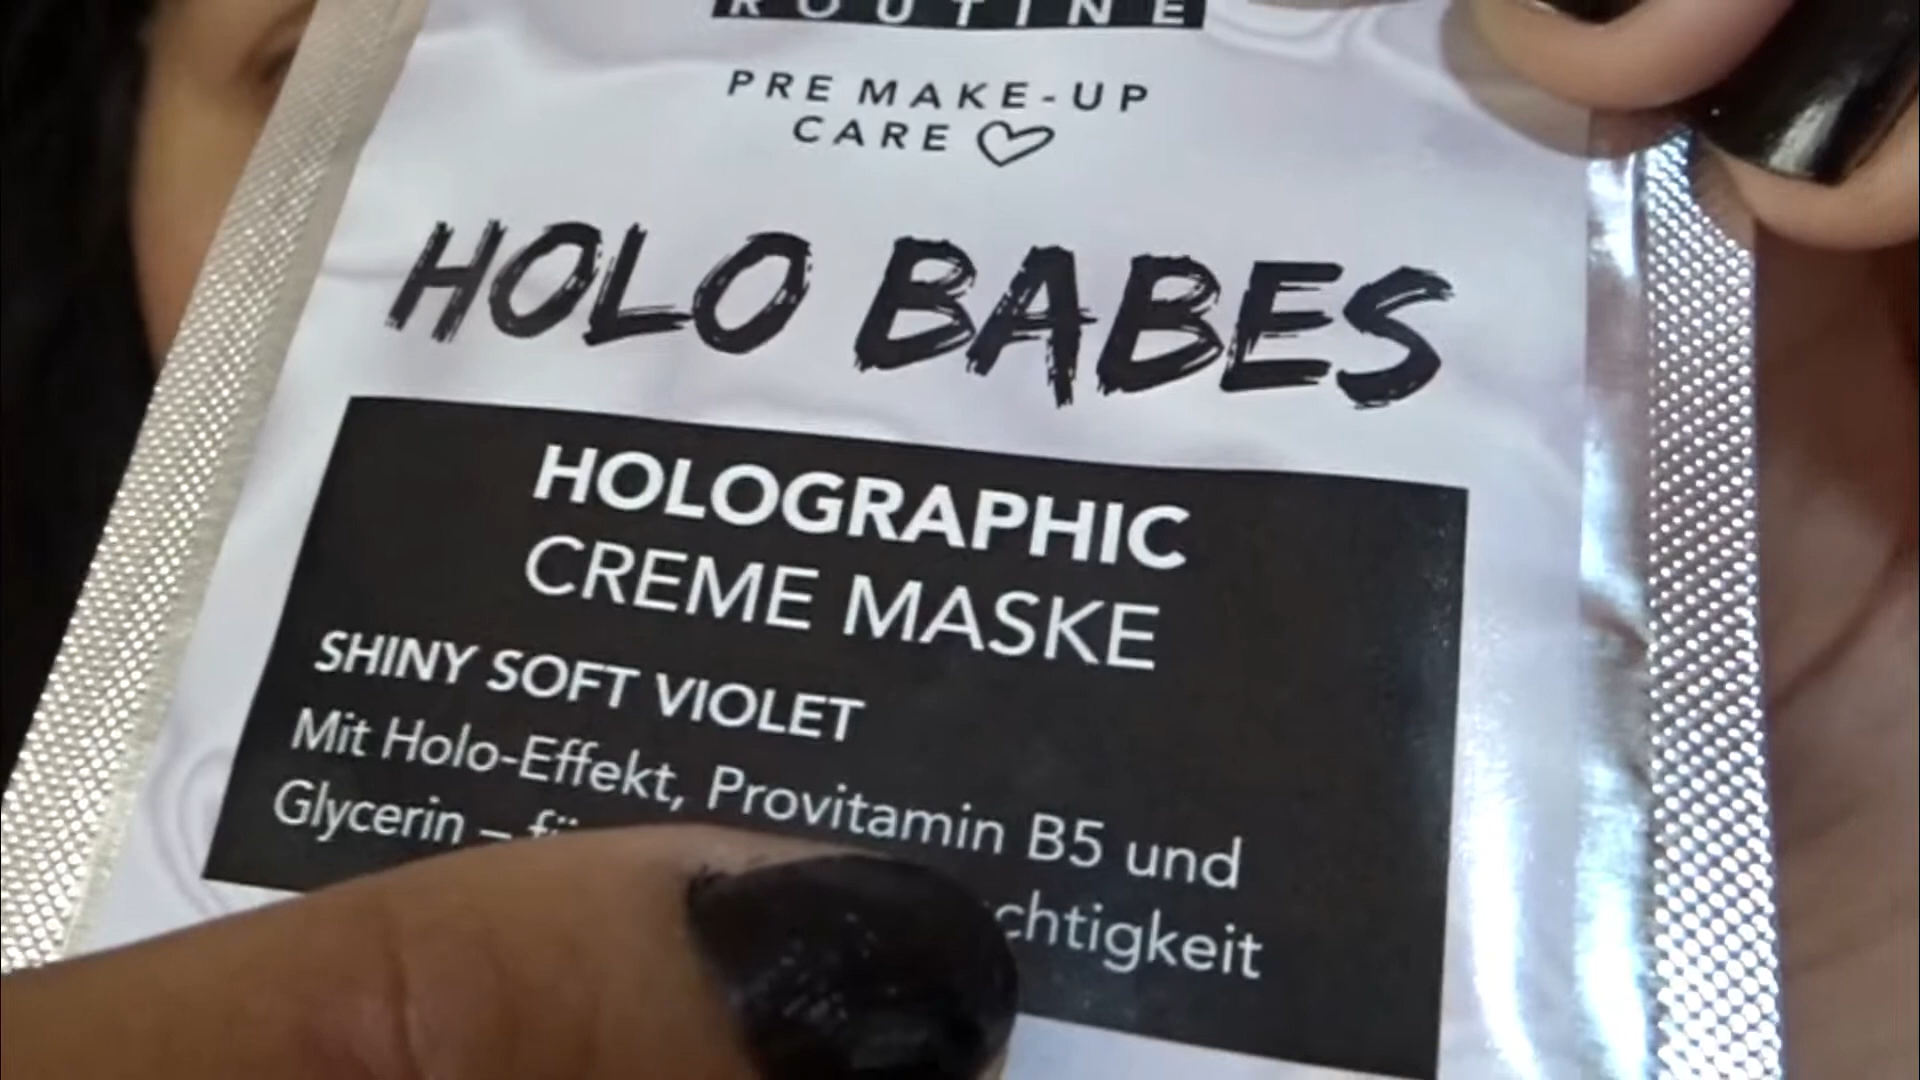 ROUTINE
PRE MAKE-UP
CARE
HOLO BABES
HOLOGRAPHIC
CREME MASKE
SHINY SOFT VIOLET
Mit Holo-Effekt, Provitamin B5 und
Glycerin –